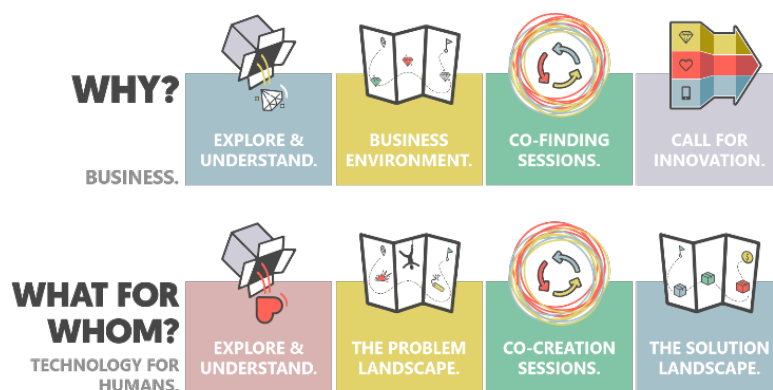 WHY?
BUSINESS.
EXPLORE &
UNDERSTAND.
BUSINESS
ENVIRONMENT.
CO-FINDING
SESSIONS.
CALL FOR
INNOVATION.
WHAT FOR
WHOM?
TECHNOLOGY FOR
HUMANS.
EXPLORE &
UNDERSTAND.
THE PROBLEM
LANDSCAPE.
CO-CREATION
SESSIONS.
THE SOLUTION
LANDSCAPE.